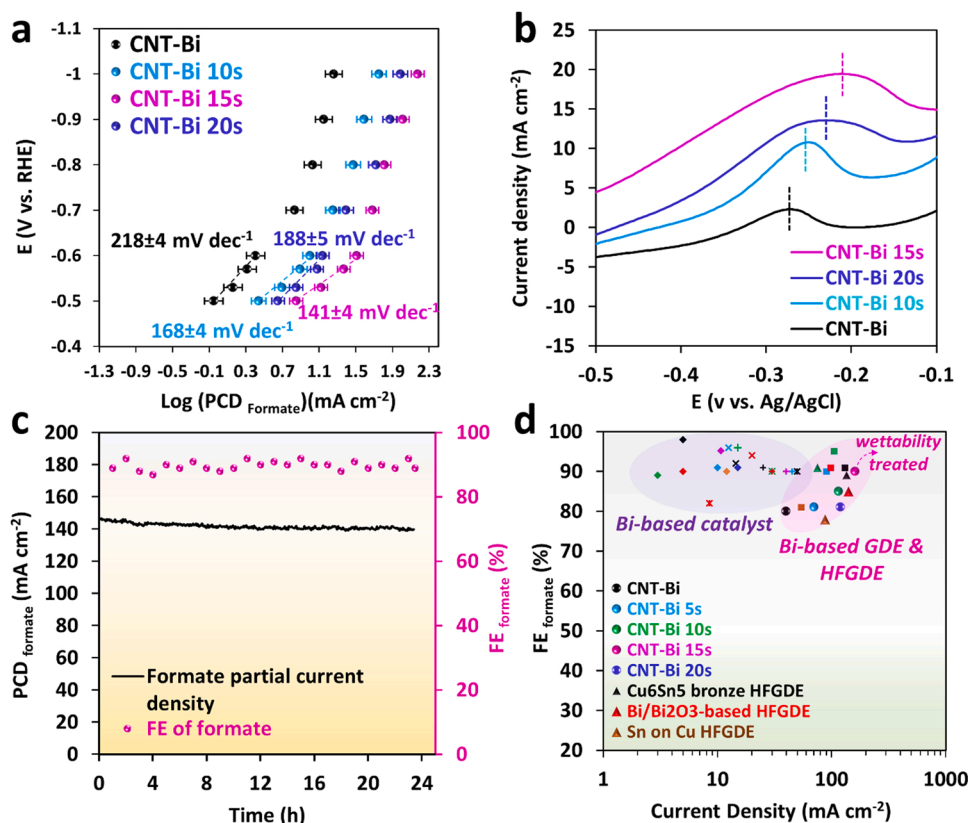 a
CNT-Bi
CNT-Bi 10s
CNT-Bi 15s
CNT-Bi 20s
-1.1
-1
-0.9
-0.8
-0.7
-0.6
-0.5
-0.4
E (V vs. RHE)
218±4 mV dec-1
188±5 mV dec-1
168±4 mV dec-1
141±4 mV dec-1
-1.3 -0.9 -0.5 -0.1 0.3 0.7 1.1 1.5 1.9 2.3
Log (PCD Formate)(mA cm-2)
b
25
20
15
10
5
0
-5
-10
-15
Current density (mA cm-2)
CNT-Bi 15s
CNT-Bi 20s
CNT-Bi 10s
CNT-Bi
-0.5 -0.4 -0.3 -0.2 -0.1
E (v vs. Ag/AgCl)
c
200
180
160
140
120
100
80
60
40
20
0
PCD formate (mA cm-2)
Formate partial current
density
FE of formate
100
80
60
40
20
0
FE formate (%)
0 4 8 12 16 20 24
Time (h)
d
100
90
80
70
60
50
40
30
20
FE formate (%)
wettability
treated
Bi-based catalyst
Bi-based GDE &
HFGDE
CNT-Bi
CNT-Bi 5s
CNT-Bi 10s
CNT-Bi 15s
CNT-Bi 20s
Cu6Sn5 bronze HFGDE
Bi/Bi2O3-based HFGDE
Sn on Cu HFGDE
1 10 100 1000
Current Density (mA cm-2)